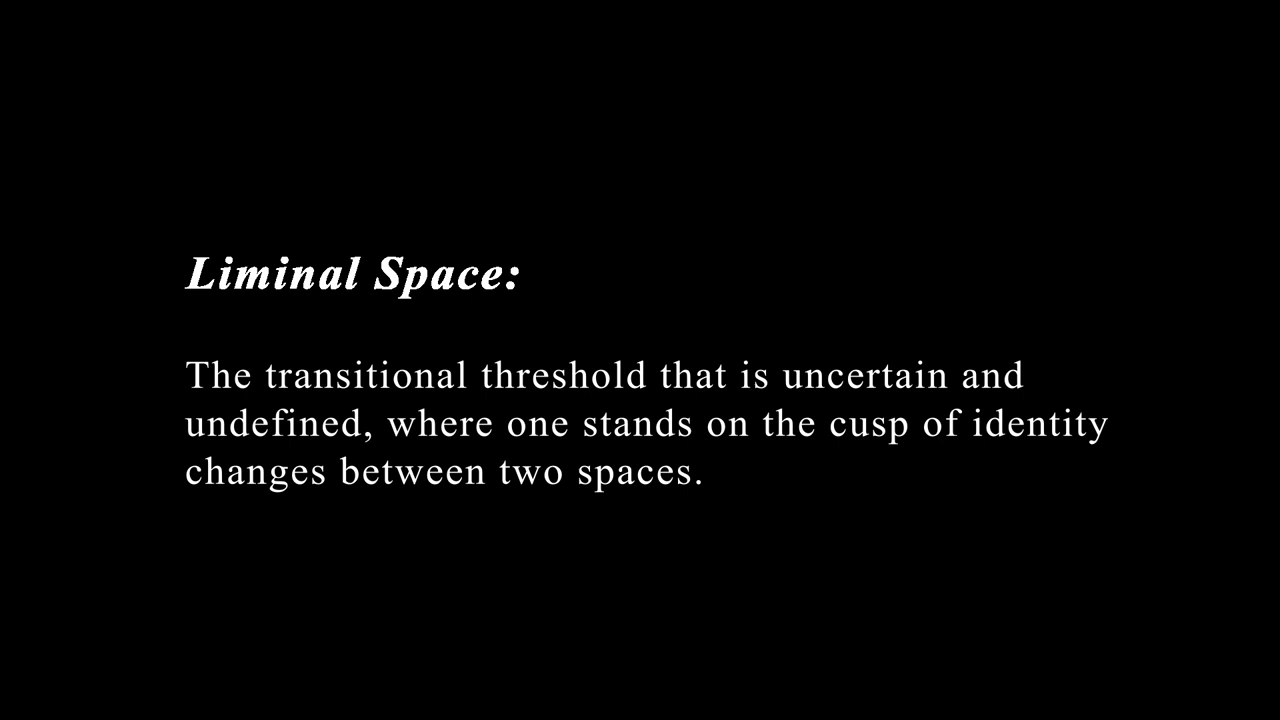 Liminal Space:
The transitional threshold that is uncertain and
undefined, where one stands on the cusp of identity
changes between two spaces.